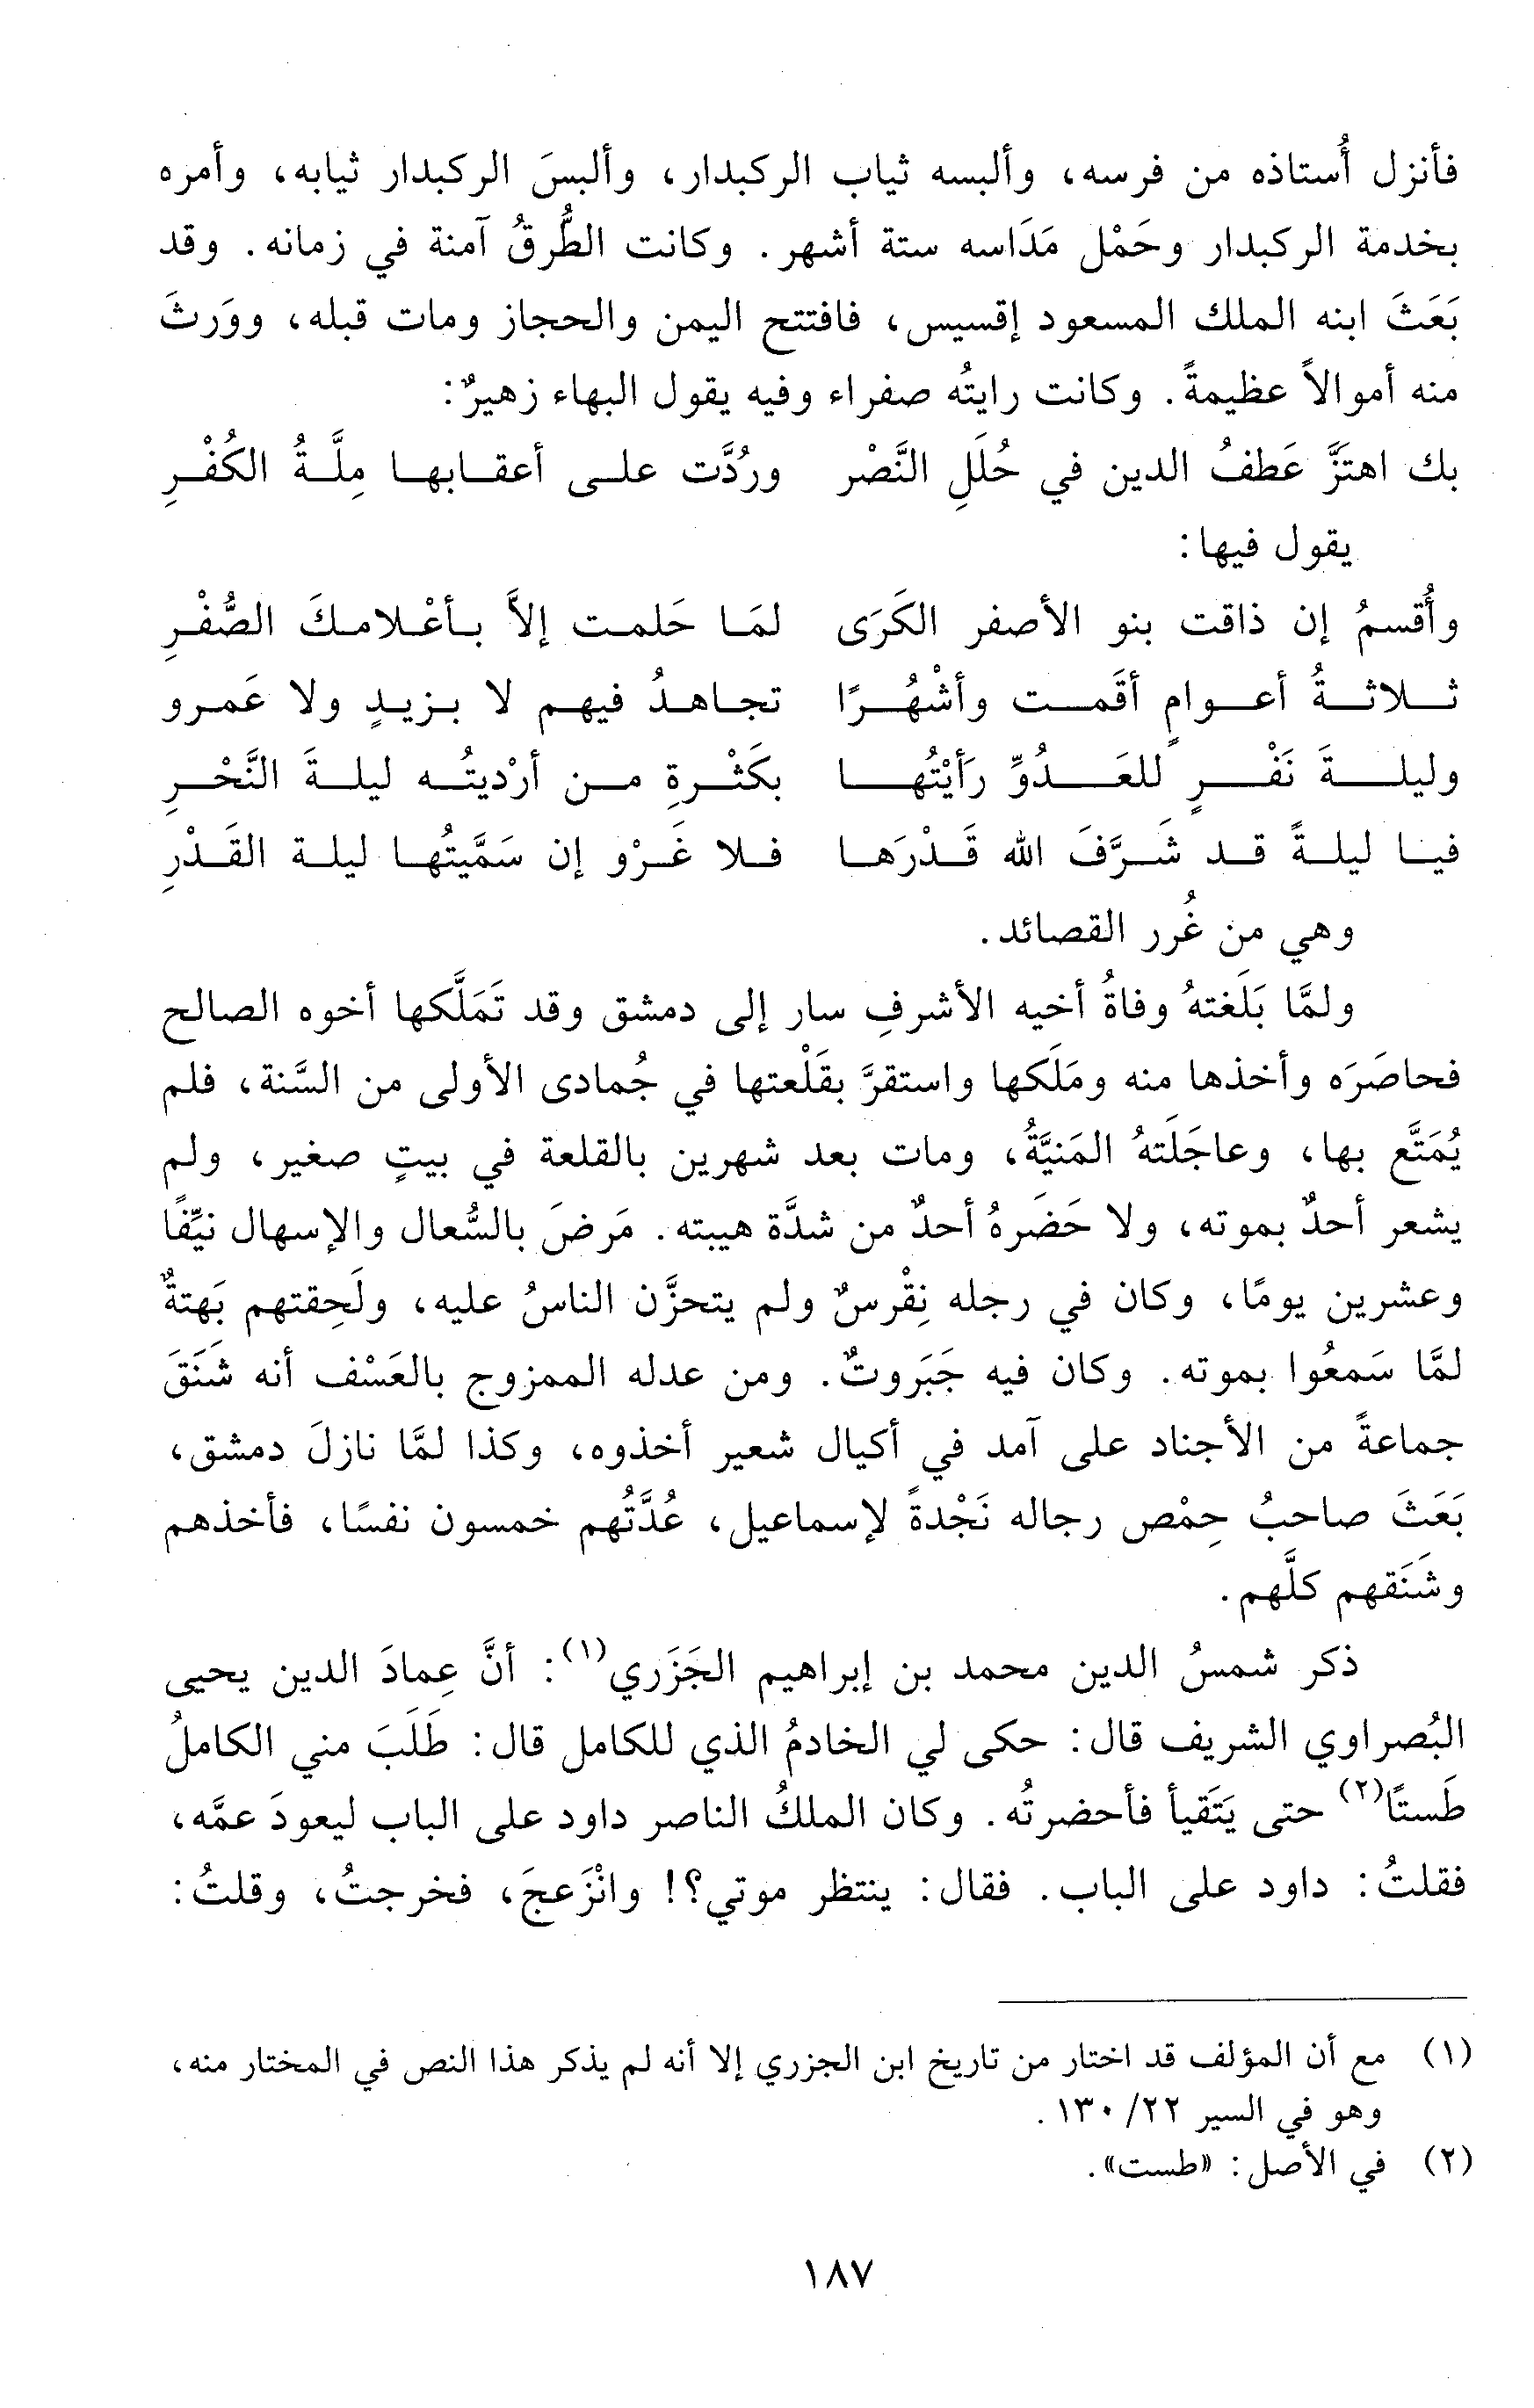 فأنزل أُستاذه من فرسه، وألبسه ثياب الركبدار، وألبسَ الركبدار ثيابه، وأمره
بخدمة الركبدار وحَمْل مَدَاسه ستة أشهر. وكانت الطُّرقُ آمنة في زمانه. وقد
بَعَثَ ابنه الملك المسعود إقسيس، فافتتح اليمن والحجاز ومات قبله، ووَرثَ
منه أموالاً عظيمةً. وكانت رايتُه صفراء وفيه يقول البهاء زهيرٌ:
بك اهتزَّ عَطفُ الدين في حُلَلِ النَّصْر وردَُّت على أعقابها مِلَّةُ الكُفْرِ
يقول فيها:
وأُقسمُ إن ذاقت بنو الأصفر الكَرَى لمَا حَلمت إلاَّ بأعْلامكَ الصُّفْرِ
ثلاثةُ أعوامٍ أقَمت وأشْهُرًا تجاهدُ فيهم لا بزيدٍ ولا عَمرو
وليلةَ نَفْرٍ للعَدُوِّ رَأيْتُها بكَثْرةِ من أرْديتُه ليلةَ النَّحْرِ
فيا ليلةً قد شَرَّفَ الله قَدْرَها فلا غَرْو إن سَمَّيتُها ليلة القَدْرِ
وهي من غُرر القصائد.
ولمَّا بَلَغتهُ وفاةُ أخيه الأشرفِ سار إلى دمشق وقد تَمَلَّكها أخوه الصالح
فحاصَرَه وأخذها منه ومَلَكها واستقرَّ بقَلْعتها في جُمادى الأولى من السَّنة، فلم
يُمَتَّع بها، وعاجَلَتهُ المَنيَّةُ، ومات بعد شهرين بالقلعة في بيتٍ صغير، ولم
يشعر أحدٌ بموته، ولا حَضَرهُ أحدٌ من شدَّة هيبته. مَرضَ بالسُّعال والإسهال نيِّفًا
وعشرين يومًا، وكان في رجله نِقْرسٌ ولم يتحزَّن الناسُ عليه، ولَحِقتهم بَهتةٌ
لمَّا سَمعُوا بموته. وكان فيه جَبَروتٌ. ومن عدله الممزوج بالعَسْف أنه شَنَقَ
جماعةً من الأجناد على آمد في أكيال شعير أخذوه، وكذا لمَّا نازلَ دمشق،
بَعَثَ صاحبُ حِمْص رجاله نَجْدةً لإسماعيل، عُدَّتُهم خمسون نفسًا، فأخذهم
وشَنَقهم كلَّهم.
ذكر شمسُ الدين محمد بن إبراهيم الجَزَري(١): أنَّ عِمادَ الدين يحيى
البُصراوي الشريف قال: حكى لي الخادمُ الذي للكامل قال: طَلَبَ مني الكاملُ
طَستًا(٢) حتى يَتَقيأ فأحضرتُه. وكان الملكُ الناصر داود على الباب ليعودَ عمَّه،
فقلتُ: داود على الباب. فقال: ينتظر موتي؟! وانْزَعجَ، فخرجتُ، وقلتُ:
(١) مع أن المؤلف قد اختار من تاريخ ابن الجزري إلا أنه لم يذكر هذا النص في المختار منه،
وهو في السير ٢٢/ ١٣٠.
(٢) في الأصل: «طست».
١٨٧